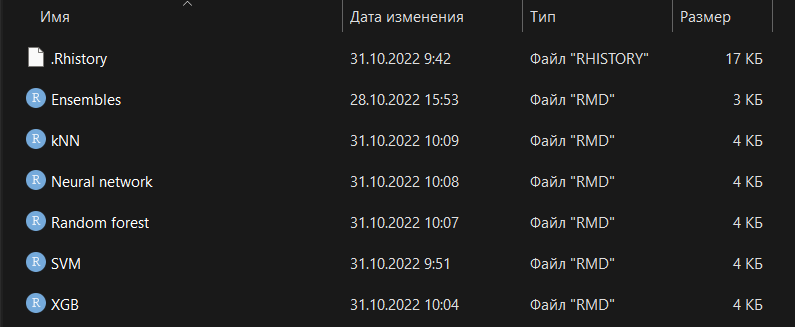 Имя Дата изменения Тип Размер
.Rhistory 31.10.2022 9:42 Файл "RHISTORY" 17 КБ
R Ensembles 28.10.2022 15:53 Файл "RMD" 3 КБ
R kNN 31.10.2022 10:09 Файл "RMD" 4 КБ
R Neural network 31.10.2022 10:08 Файл "RMD" 4 КБ
R Random forest 31.10.2022 10:07 Файл "RMD" 4 КБ
R SVM 31.10.2022 9:51 Файл "RMD" 4 КБ
R XGB 31.10.2022 10:04 Файл "RMD" 4 КБ